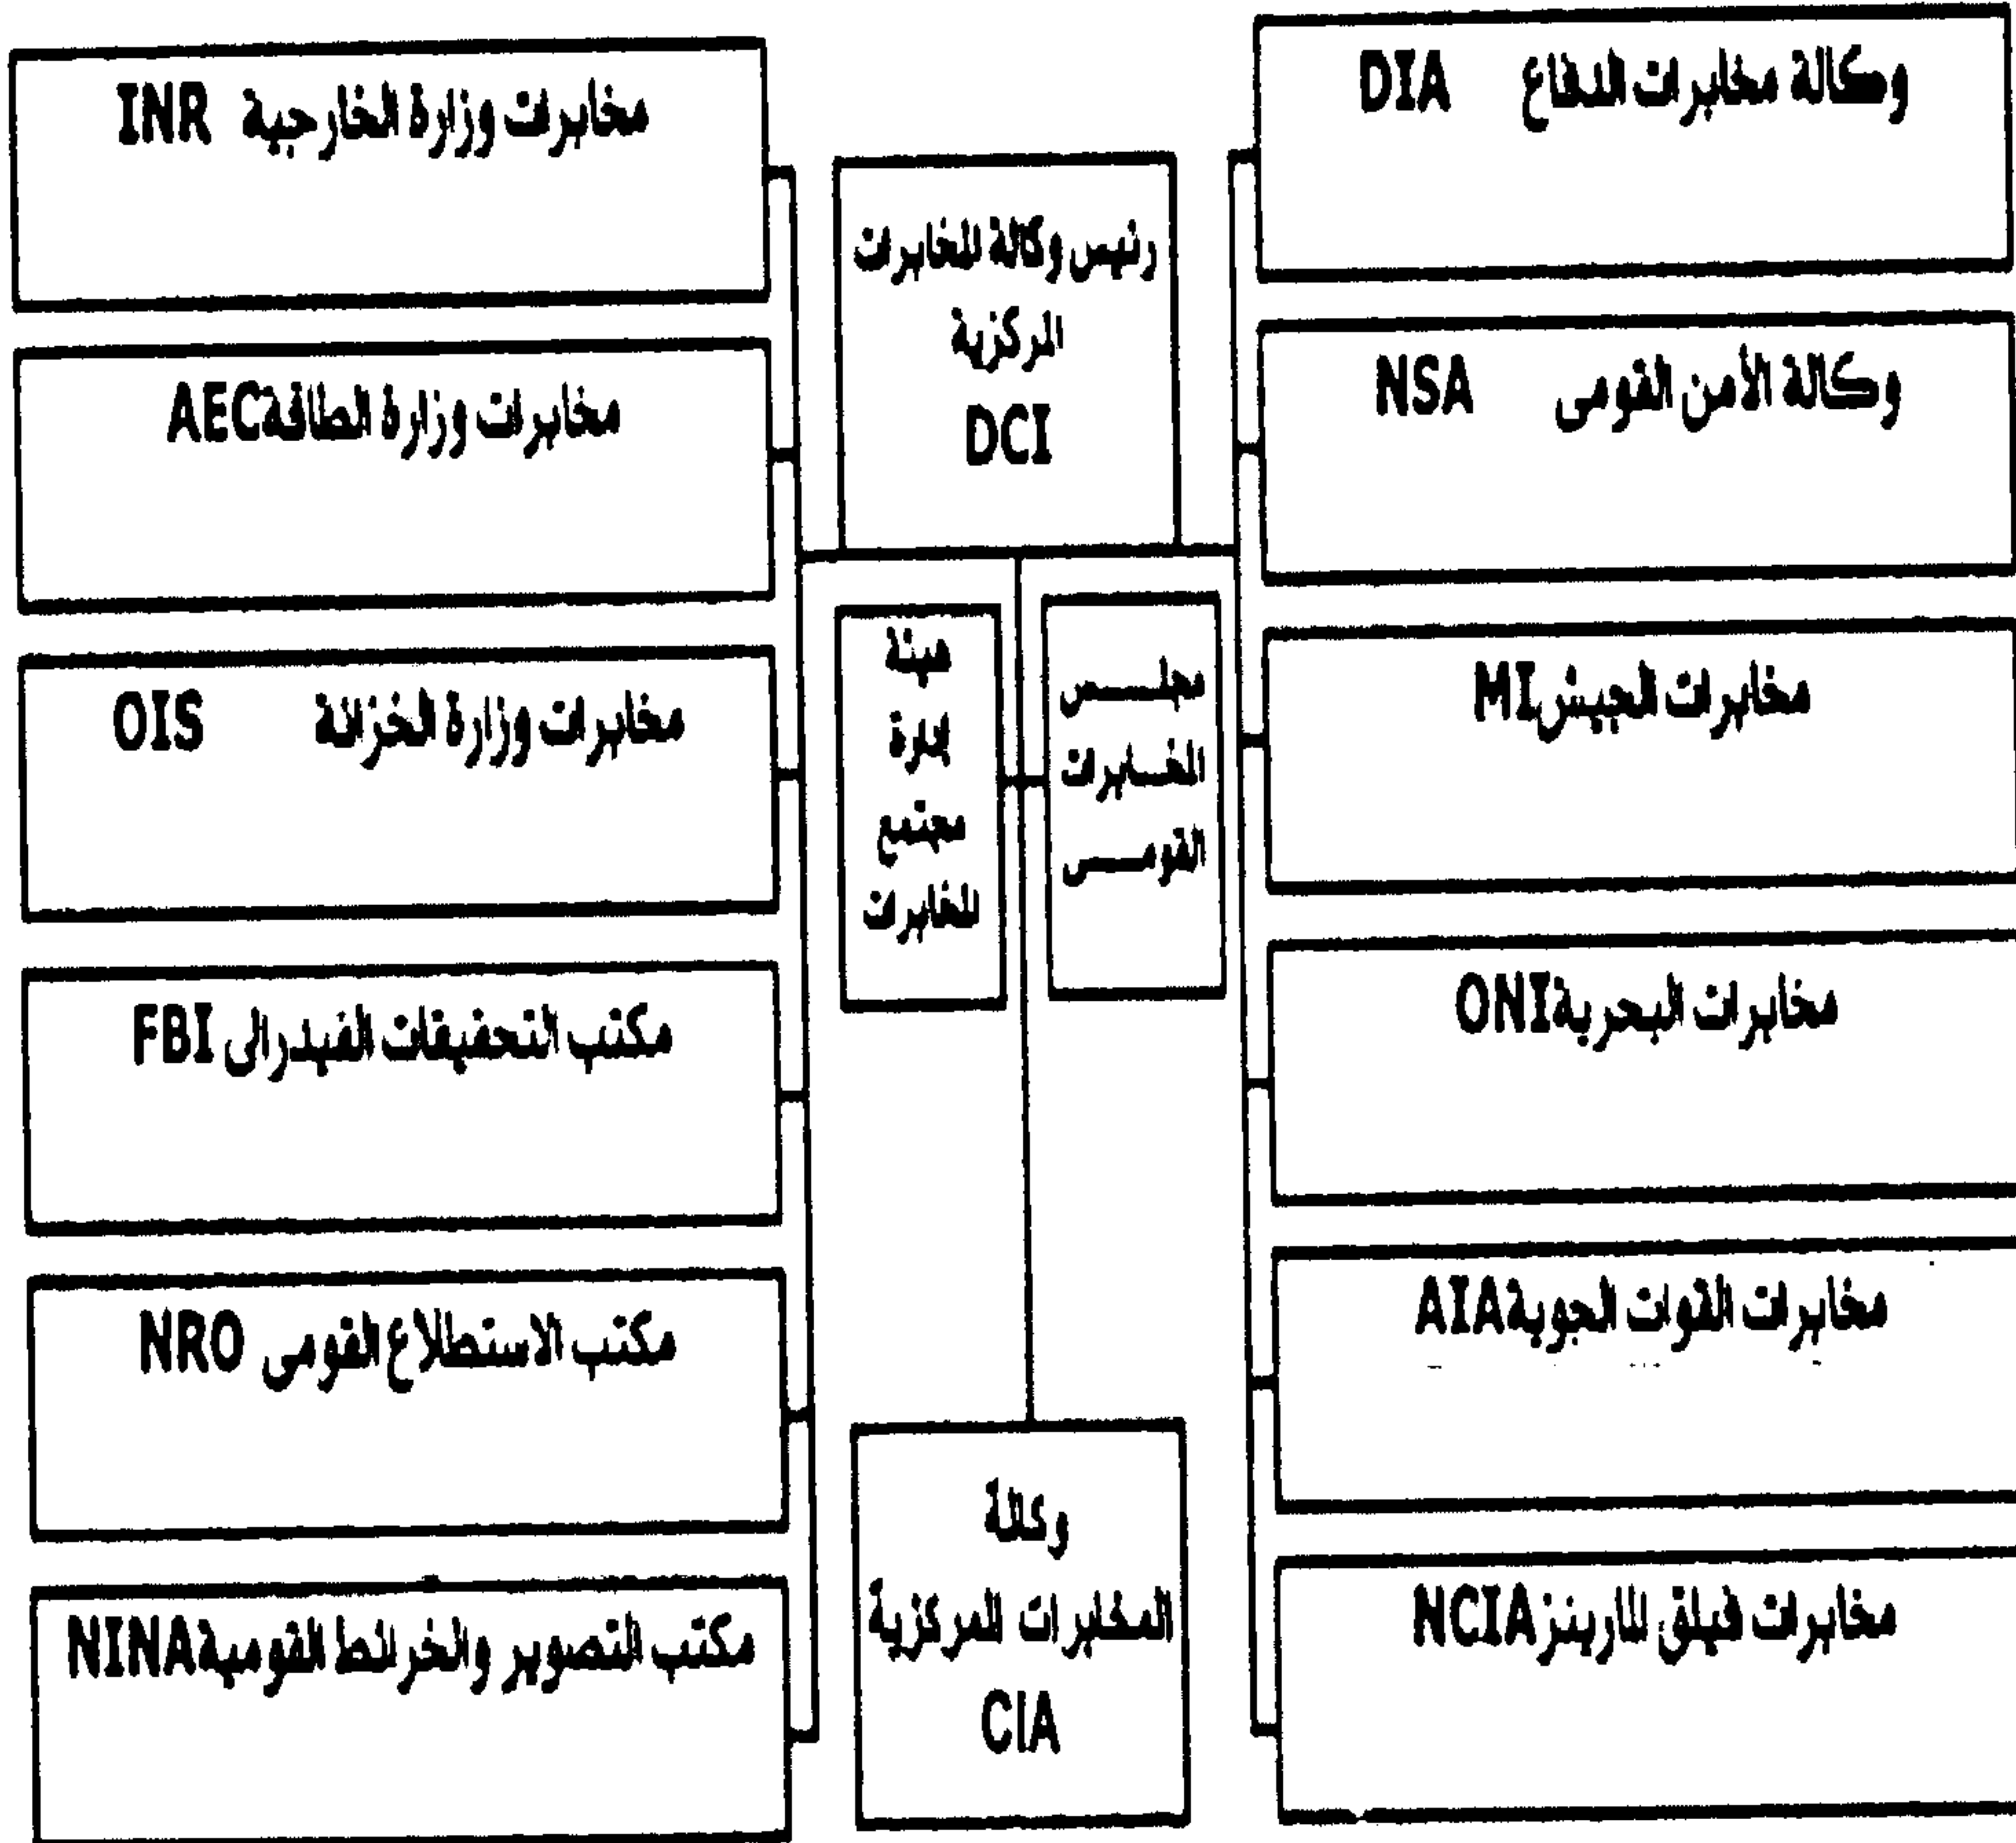 وكالة مخابرات الدفاع DIA
وكالة الأمن القومى NSA
مخابرات الجيش MI
مخابرات البحرية ONI
مخابرات القوات الجوية AIA
مخابرات فيلق المارينز NCIA
رئيس وكالة المخابرات
المركزية
DCI
مجلس
المخابرات
القومى
هيئة
إدارة
مجتمع
المخابرات
وكالة
المخابرات المركزية
CIA
مخابرات وزارة الخارجية INR
مخابرات وزارة الطاقة AEC
مخابرات وزارة الخزانة OIS
مكتب التحقيقات الفيدرالى FBI
مكتب الاستطلاع القومى NRO
مكتب التصوير والخرائط القومية NINA